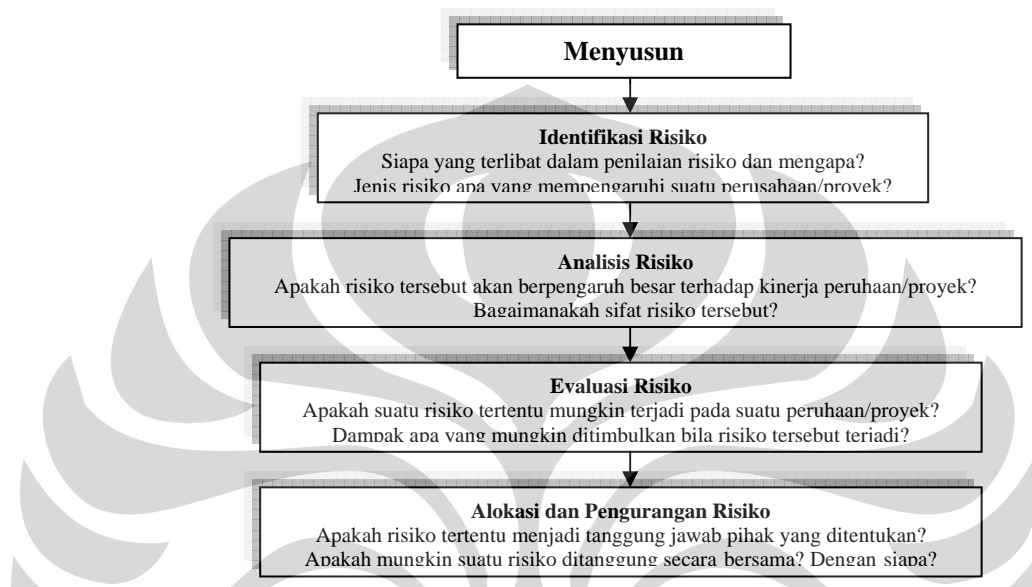 Menyusun
Identifikasi Risiko
Siapa yang terlibat dalam penilaian risiko dan mengapa?
Jenis risiko apa yang mempengaruhi suatu perusahaan/proyek?
Analisis Risiko
Apakah risiko tersebut akan berpengaruh besar terhadap kinerja peruhaan/proyek?
Bagaimanakah sifat risiko tersebut?
Evaluasi Risiko
Apakah suatu risiko tertentu mungkin terjadi pada suatu peruhaan/proyek?
Dampak apa yang mungkin ditimbulkan bila risiko tersebut terjadi?
Alokasi dan Pengurangan Risiko
Apakah risiko tertentu menjadi tanggung jawab pihak yang ditentukan?
Apakah mungkin suatu risiko ditanggung secara bersama? Dengan siapa?